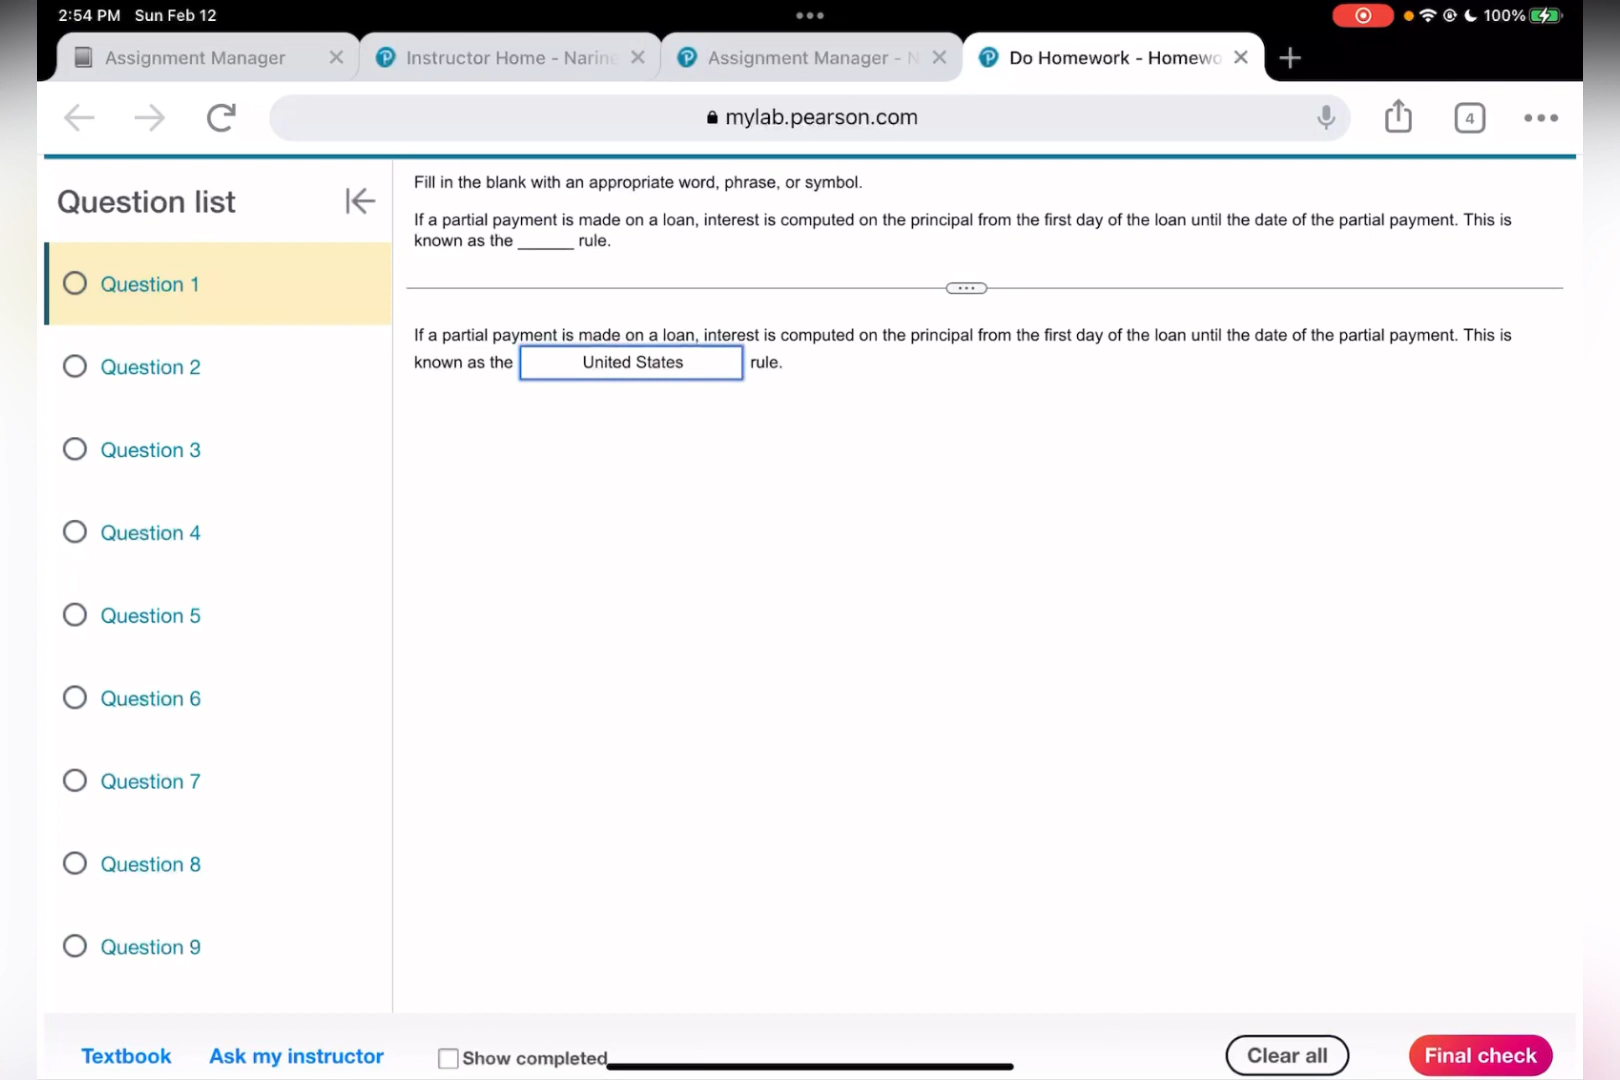 2:54 PM Sun Feb 12
100%
Assignment Manager
Instructor Home - Narine
Assignment Manager - N
Do Homework - Homewo
mylab.pearson.com
4
Question list
Question 1
Question 2
Question 3
Question 4
Question 5
Question 6
Question 7
Question 8
Question 9
Fill in the blank with an appropriate word, phrase, or symbol.
If a partial payment is made on a loan, interest is computed on the principal from the first day of the loan until the date of the partial payment. This is
known as the ______ rule.
If a partial payment is made on a loan, interest is computed on the principal from the first day of the loan until the date of the partial payment. This is
known as the United States rule.
Textbook
Ask my instructor
Show completed
Clear all
Final check